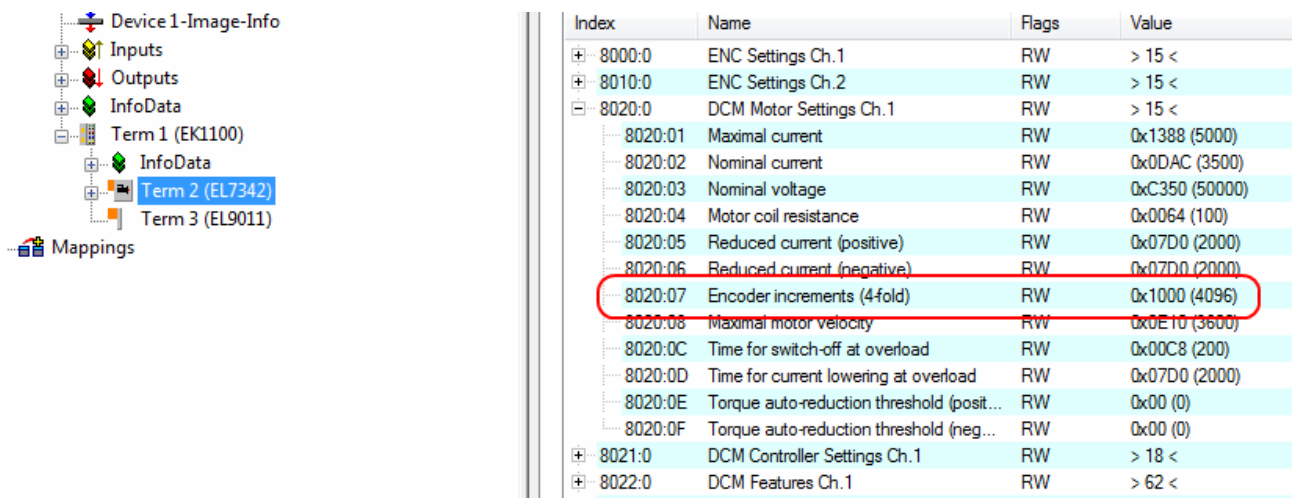 Device 1-Image-Info
Inputs
Outputs
InfoData
Term 1 (EK1100)
InfoData
Term 2 (EL7342)
Term 3 (EL9011)
Mappings
Index Name Flags Value
8000:0 ENC Settings Ch.1 RW > 15 <
8010:0 ENC Settings Ch.2 RW > 15 <
8020:0 DCM Motor Settings Ch.1 RW > 15 <
8020:01 Maximal current RW 0x1388 (5000)
8020:02 Nominal current RW 0x0DAC (3500)
8020:03 Nominal voltage RW 0xC350 (50000)
8020:04 Motor coil resistance RW 0x0064 (100)
8020:05 Reduced current (positive) RW 0x07D0 (2000)
8020:06 Reduced current (negative) RW 0x07D0 (2000)
8020:07 Encoder increments (4-fold) RW 0x1000 (4096)
8020:08 Maximal motor velocity RW 0x0E10 (3600)
8020:0C Time for switch-off at overload RW 0x00C8 (200)
8020:0D Time for current lowering at overload RW 0x07D0 (2000)
8020:0E Torque auto-reduction threshold (posit... RW 0x00 (0)
8020:0F Torque auto-reduction threshold (neg... RW 0x00 (0)
8021:0 DCM Controller Settings Ch.1 RW > 18 <
8022:0 DCM Features Ch.1 RW > 62 <